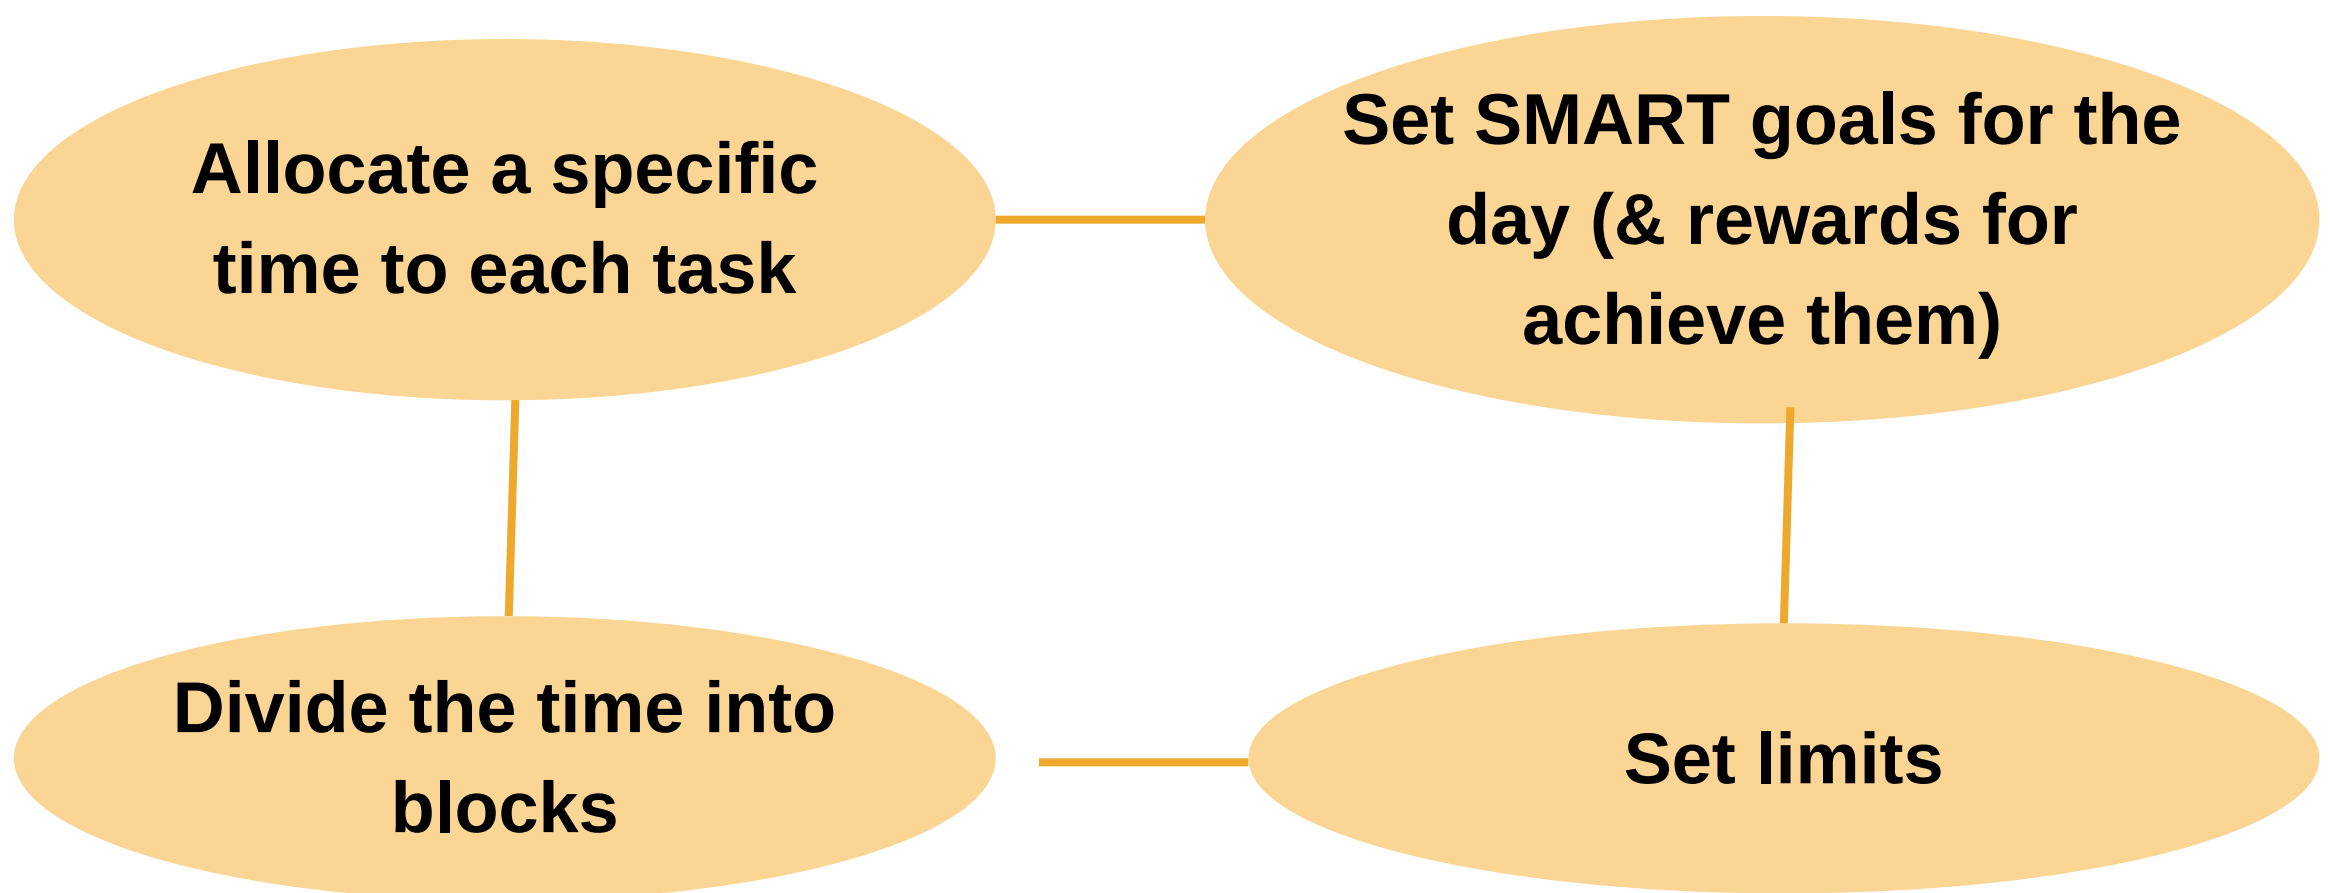 Allocate a specific
time to each task
Set SMART goals for the
day (& rewards for
achieve them)
Divide the time into
blocks
Set limits